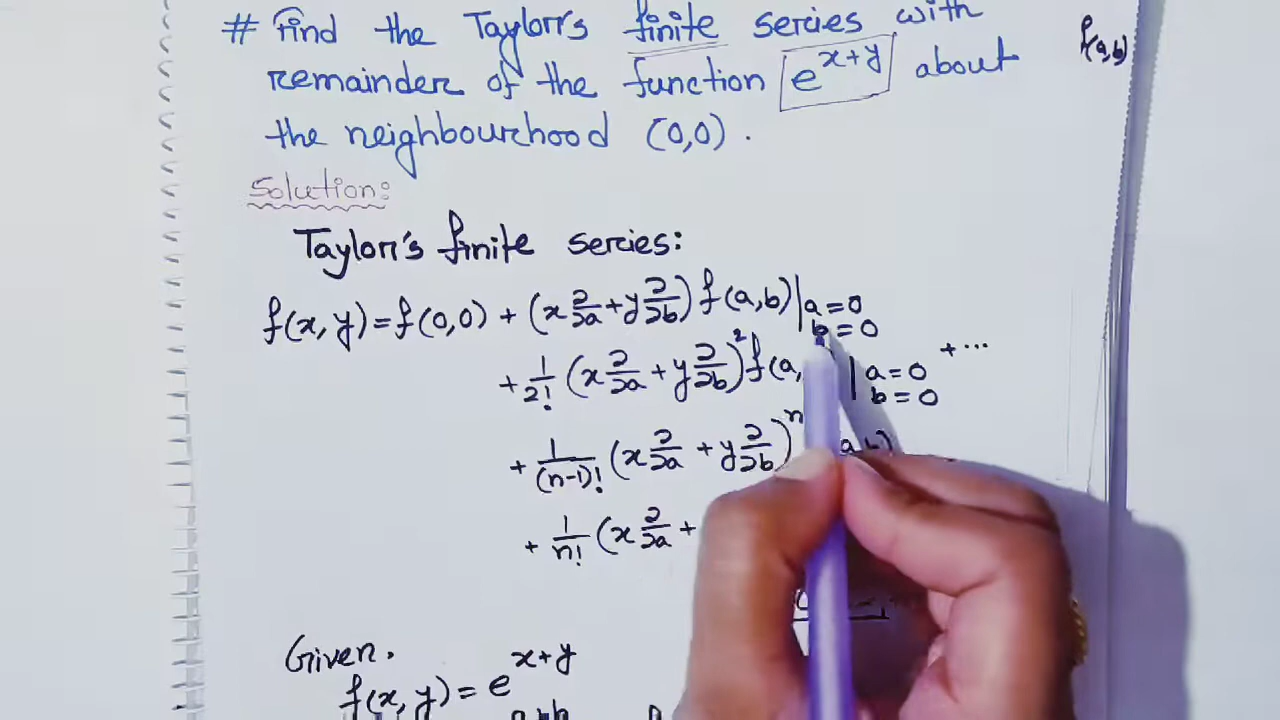 # Find the Taylor's finite series with
remainder of the function e^{x+y} about
f(a,b)
the neighbourhood (0,0).
Solution:
Taylor's finite series:
f(x,y)=f(0,0) + (x ∂/∂a + y ∂/∂b) f(a,b)| a=0 b=0
+ 1/2! (x ∂/∂a + y ∂/∂b)^2 f(a, | a=0 b=0 + ...
+ 1/(n-1)! (x ∂/∂a + y ∂/∂b)^n
+ 1/n! (x ∂/∂a +
Given,
f(x,y) = e^{x+y}